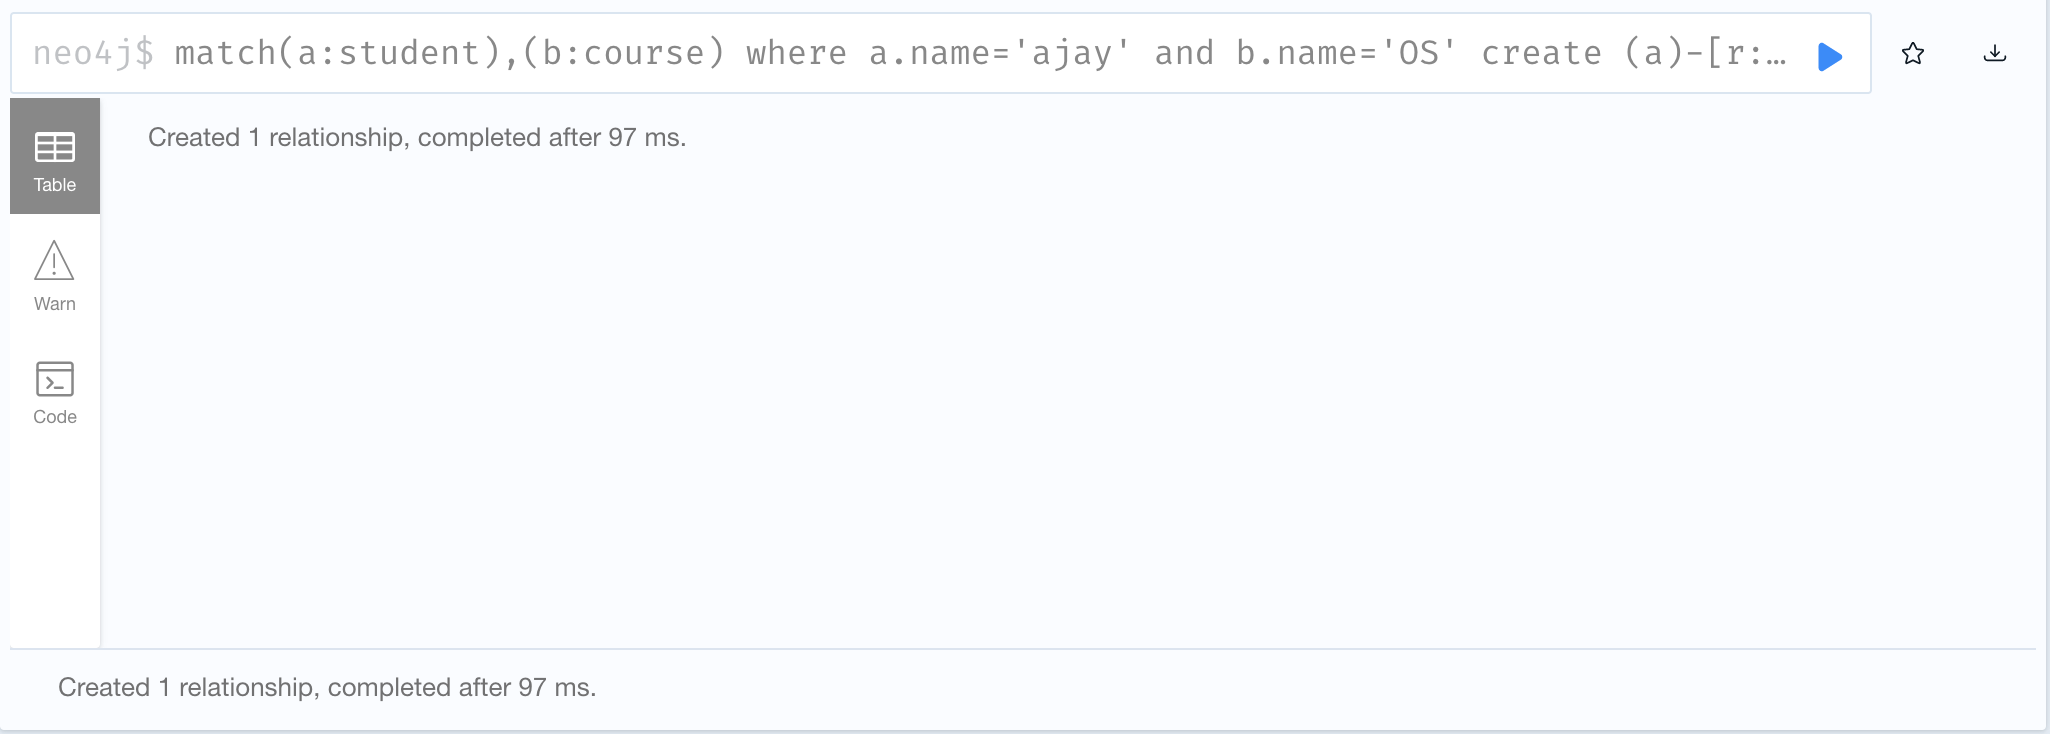 neo4j$ match(a:student),(b:course) where a.name='ajay' and b.name='OS' create (a)-[r:…
Created 1 relationship, completed after 97 ms.
Table
Warn
Code
Created 1 relationship, completed after 97 ms.